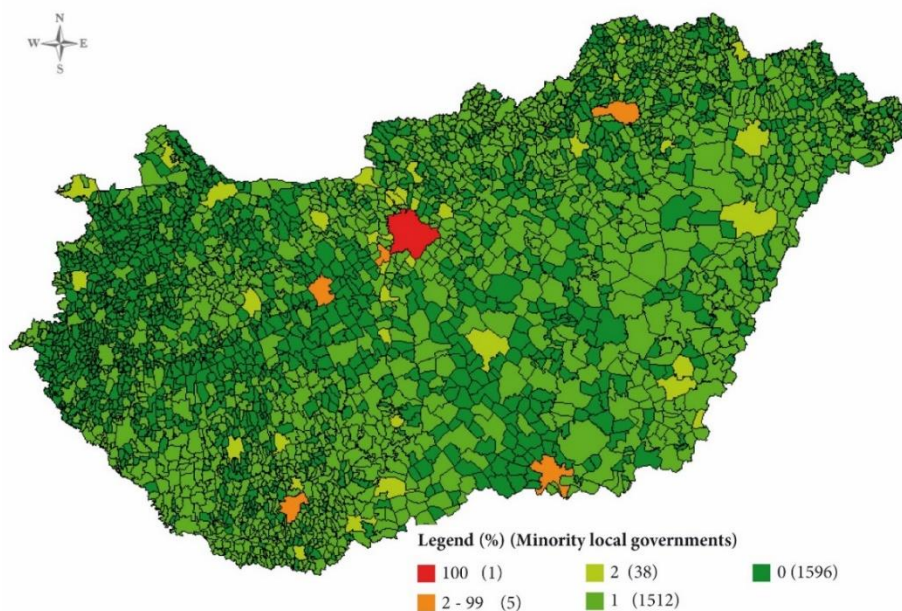 N
W E
S
Legend (%) (Minority local governments)
100 (1) 2 (38) 0 (1596)
2 - 99 (5) 1 (1512)